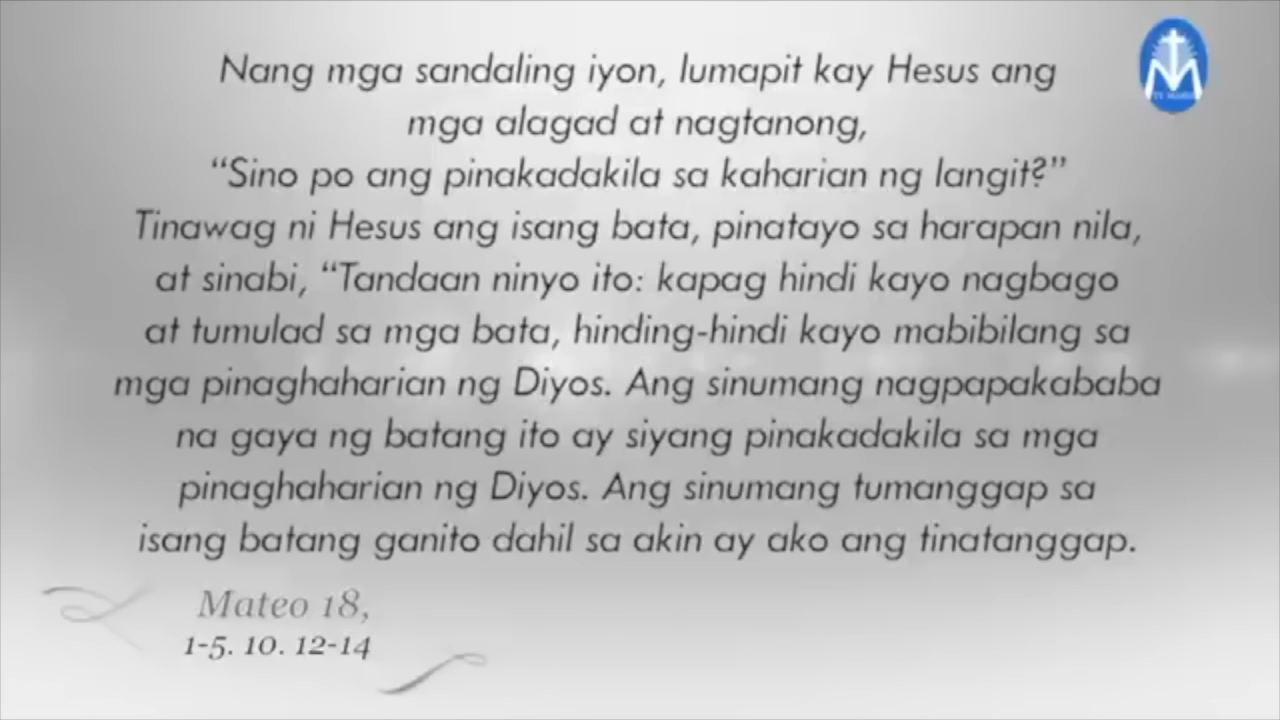 Nang mga sandaling iyon, lumapit kay Hesus ang
mga alagad at nagtanong,
“Sino po ang pinakadakila sa kaharian ng langit?”
Tinawag ni Hesus ang isang bata, pinatayo sa harapan nila,
at sinabi, “Tandaan ninyo ito: kapag hindi kayo nagbago
at tumulad sa mga bata, hinding-hindi kayo mabibilang sa
mga pinaghaharian ng Diyos. Ang sinumang nagpapakababa
na gaya ng batang ito ay siyang pinakadakila sa mga
pinaghaharian ng Diyos. Ang sinumang tumanggap sa
isang batang ganito dahil sa akin ay ako ang tinatanggap.
Mateo 18,
1-5. 10. 12-14